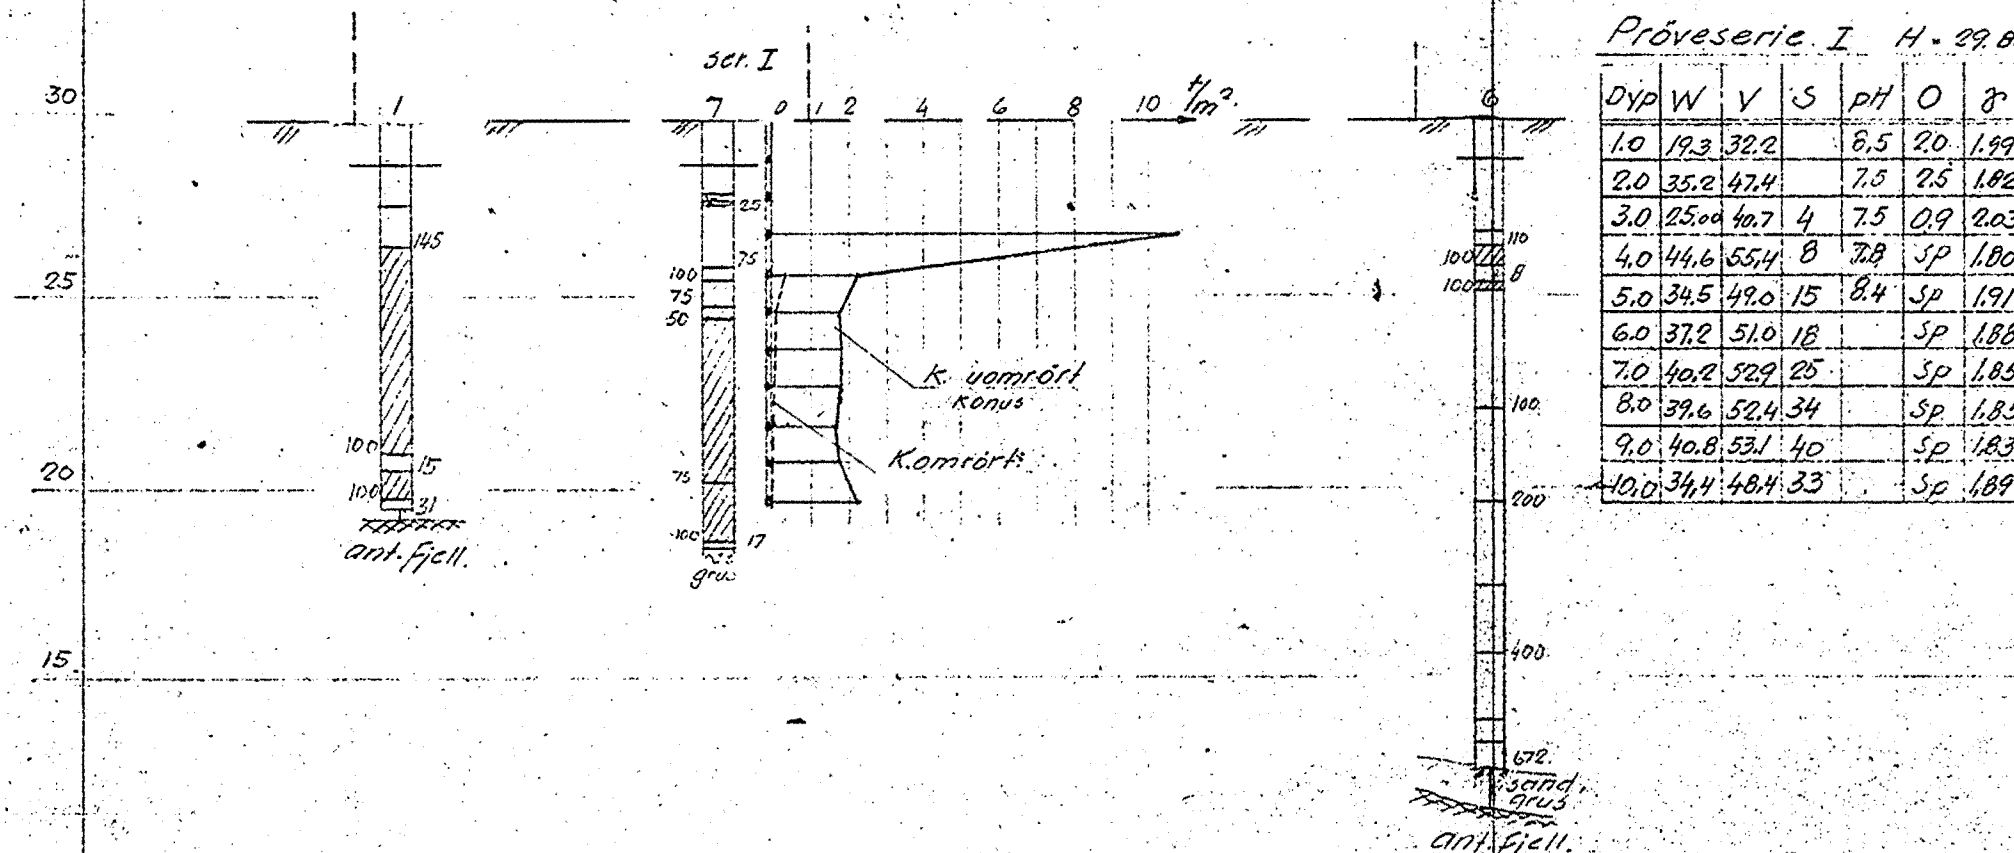 Pröveserie I H = 29.8
Dyp W V S pH O γ
1.0 19.3 32.2 6,5 2.0 1.99
2.0 35.2 47.4 7.5 2.5 1.82
3.0 25.00 40.7 4 7.5 0.9 2.03
4.0 44.6 55,4 8 7.8 Sp 1.80
5.0 34.5 49.0 15 8.4 Sp 1.91
6.0 37.2 51.0 18 Sp 1.88
7.0 40.2 52.9 25 Sp 1.85
8.0 39.6 52.4 34 Sp 1.85
9.0 40.8 53.1 40 Sp 1.83
10.0 34,4 48.4 33 Sp 1.89
ser. I
30
25
20
15
1
145
100
15
100
31
ant. fjell.
7
25
75
100
75
50
75
100
17
grus
0 1 2 4 6 8 10 t/m².
K. uomrört
konus
K.omrört
6
110
100
8
100
100
200
400
672.
sand
grus
ant. fjell.